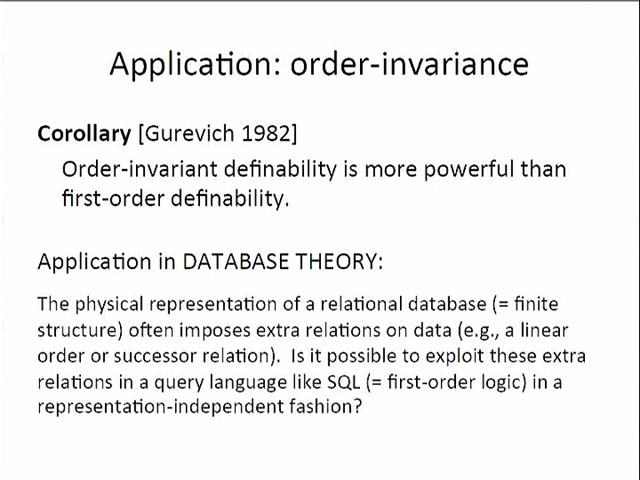 Application: order-invariance
Corollary [Gurevich 1982]
Order-invariant definability is more powerful than
first-order definability.
Application in DATABASE THEORY:
The physical representation of a relational database (= finite
structure) often imposes extra relations on data (e.g., a linear
order or successor relation).  Is it possible to exploit these extra
relations in a query language like SQL (= first-order logic) in a
representation-independent fashion?